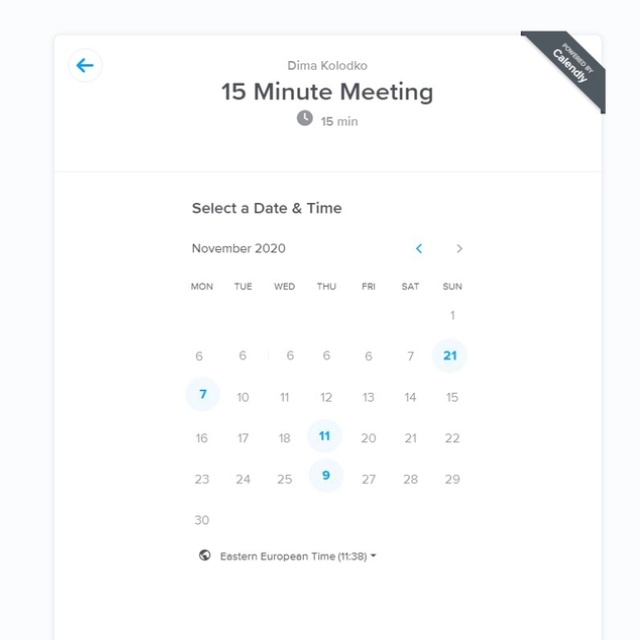 POWERED BY
Calendly
Dima Kolodko
15 Minute Meeting
15 min
Select a Date & Time
November 2020
MON TUE WED THU FRI SAT SUN
1
6 6 6 6 6 7 21
7 10 11 12 13 14 15
16 17 18 11 20 21 22
23 24 25 9 27 28 29
30
Eastern European Time (11:38)